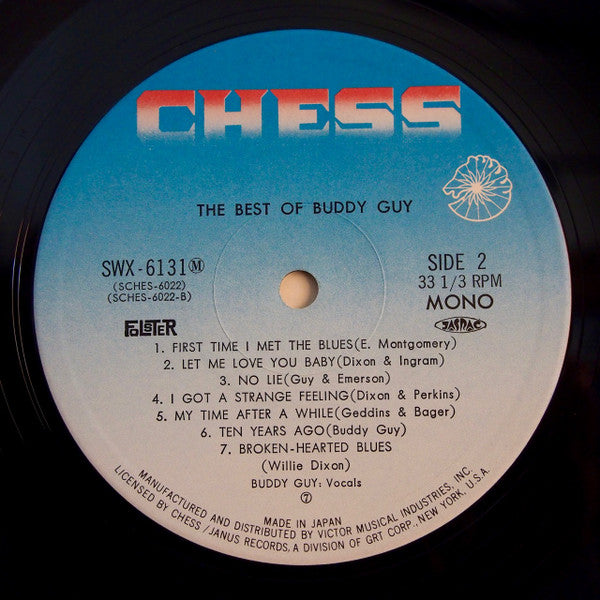 CHESS
THE BEST OF BUDDY GUY
SWX-6131Ⓜ
(SCHES-6022)
(SCHES-6022-B)
SIDE 2
33 1/3 RPM
MONO
FOLSTER
JASRAC
1. FIRST TIME I MET THE BLUES(E. Montgomery)
2. LET ME LOVE YOU BABY(Dixon & Ingram)
3. NO LIE(Guy & Emerson)
4. I GOT A STRANGE FEELING(Dixon & Perkins)
5. MY TIME AFTER A WHILE(Geddins & Bager)
6. TEN YEARS AGO(Buddy Guy)
7. BROKEN-HEARTED BLUES
(Willie Dixon)
BUDDY GUY: Vocals
⑦
MADE IN JAPAN
MANUFACTURED AND DISTRIBUTED BY VICTOR MUSICAL INDUSTRIES, INC.
LICENSED BY CHESS/JANUS RECORDS, A DIVISION OF GRT CORP., NEW YORK, U.S.A.